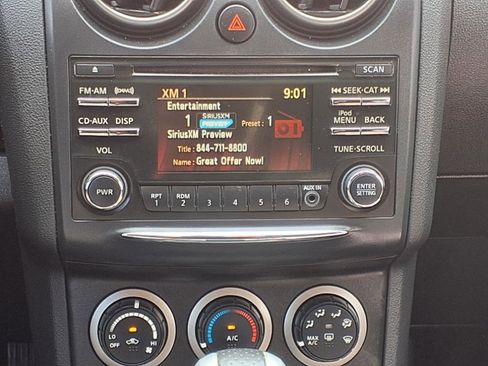 SCAN
FM·AM
XM 1 9:01
SEEK·CAT
Entertainment
1 SIRIUSXM PREVIEW Preset : 1
CD·AUX DISP
iPod MENU BACK
SiriusXM Preview
Title : 844-711-8800
VOL
TUNE·SCROLL
Name : Great Offer Now!
PWR
RPT 1 RDM 2 3 4 5 6
AUX IN
ENTER SETTING
LO
OFF HI
A/C
MAX A/C